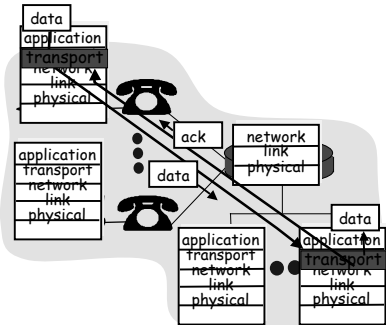 data
application
transport
network
link
physical
ack
network
link
physical
application
transport
network
link
physical
data
data
application
transport
network
link
physical
application
transport
network
link
physical